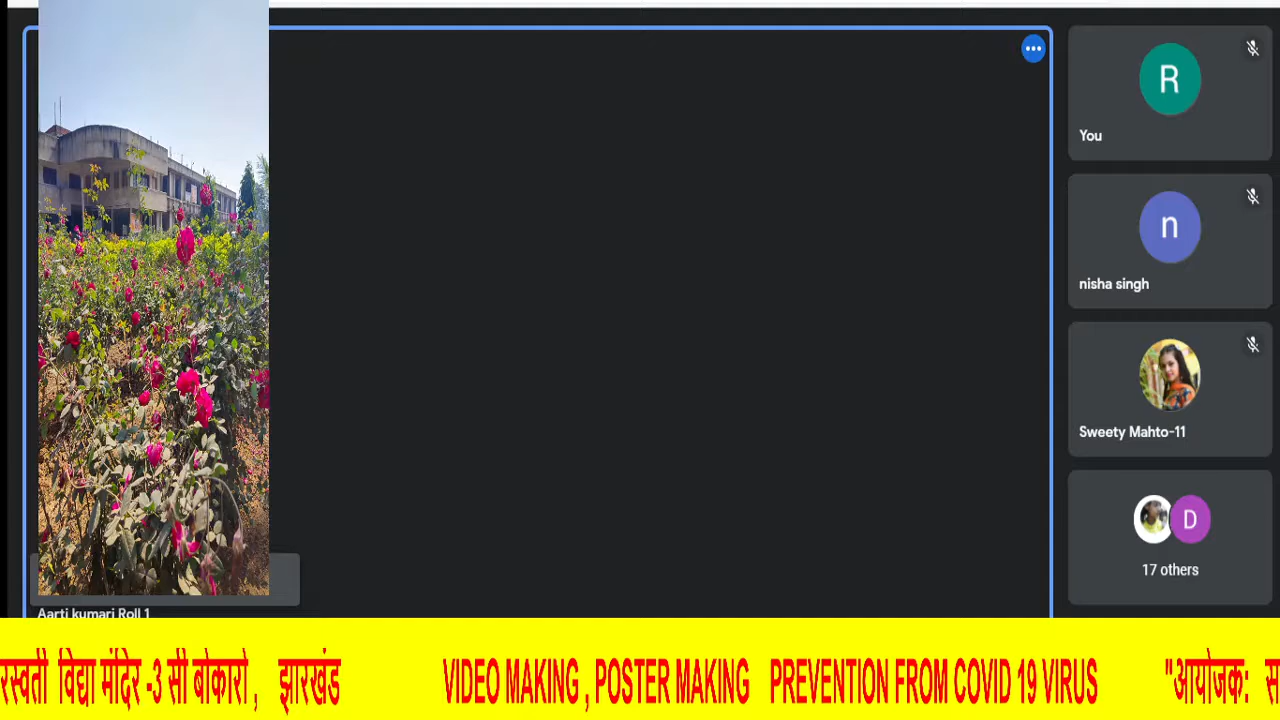 R
You
n
nisha singh
Sweety Mahto-11
D
17 others
Aarti kumari Roll 1
रस्वती विद्या मंदिर -3 सी बोकारो , झारखंड VIDEO MAKING , POSTER MAKING PREVENTION FROM COVID 19 VIRUS "आयोजक: स